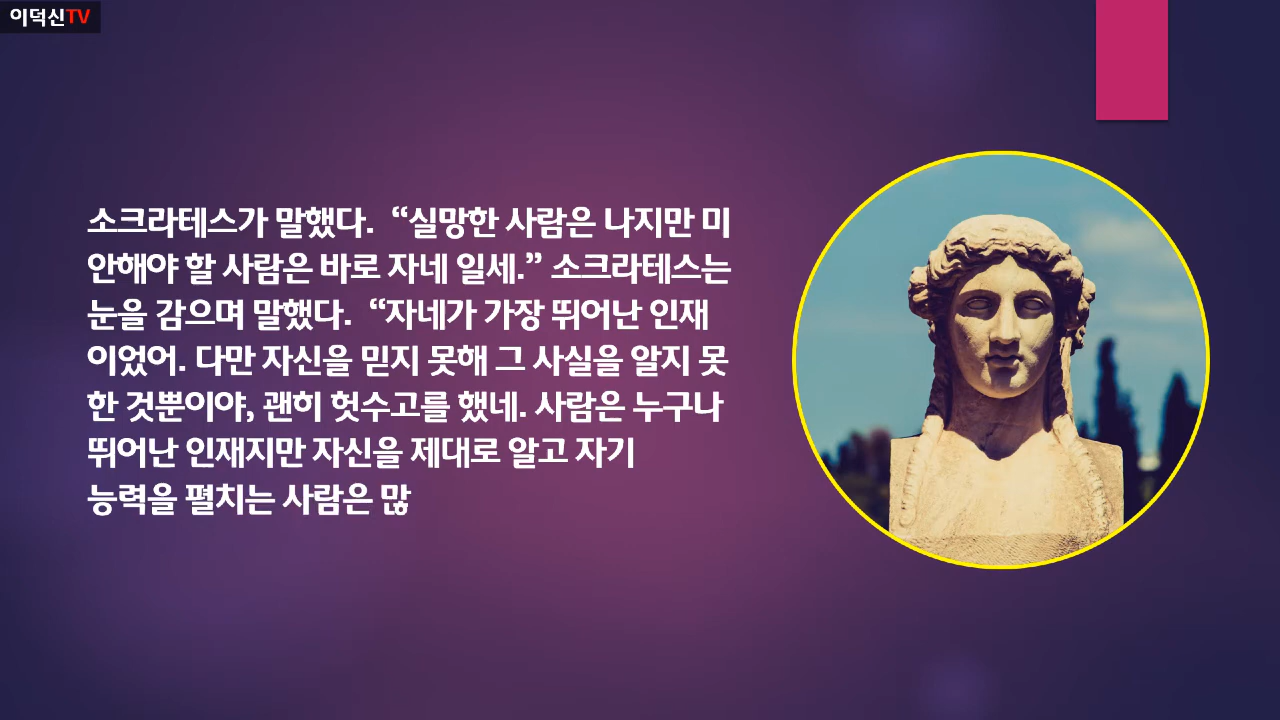 이덕신TV
소크라테스가 말했다. “실망한 사람은 나지만 미
안해야 할 사람은 바로 자네 일세.” 소크라테스는
눈을 감으며 말했다. “자네가 가장 뛰어난 인재
이었어. 다만 자신을 믿지 못해 그 사실을 알지 못
한 것뿐이야, 괜히 헛수고를 했네. 사람은 누구나
뛰어난 인재지만 자신을 제대로 알고 자기
능력을 펼치는 사람은 많